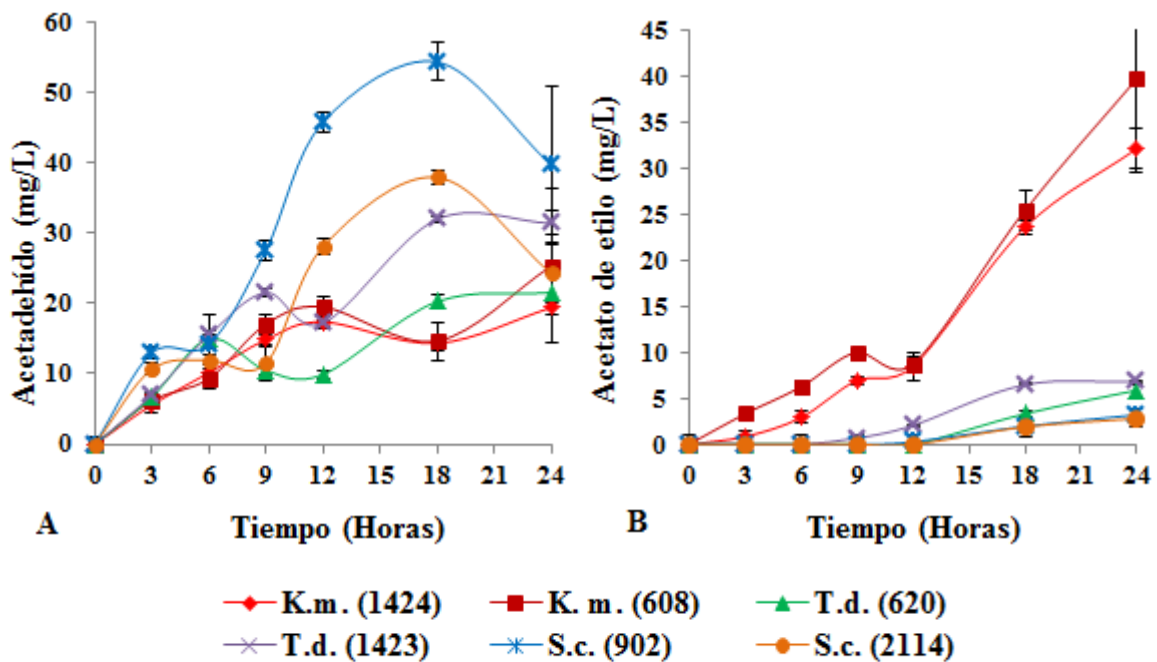 60
50
40
30
20
10
0
Acetadehído (mg/L)
0 3 6 9 12 15 18 21 24
Tiempo (Horas)
A
45
40
35
30
25
20
15
10
5
0
Acetato de etilo (mg/L)
0 3 6 9 12 15 18 21 24
Tiempo (Horas)
B
K.m. (1424) K. m. (608) T.d. (620)
T.d. (1423) S.c. (902) S.c. (2114)